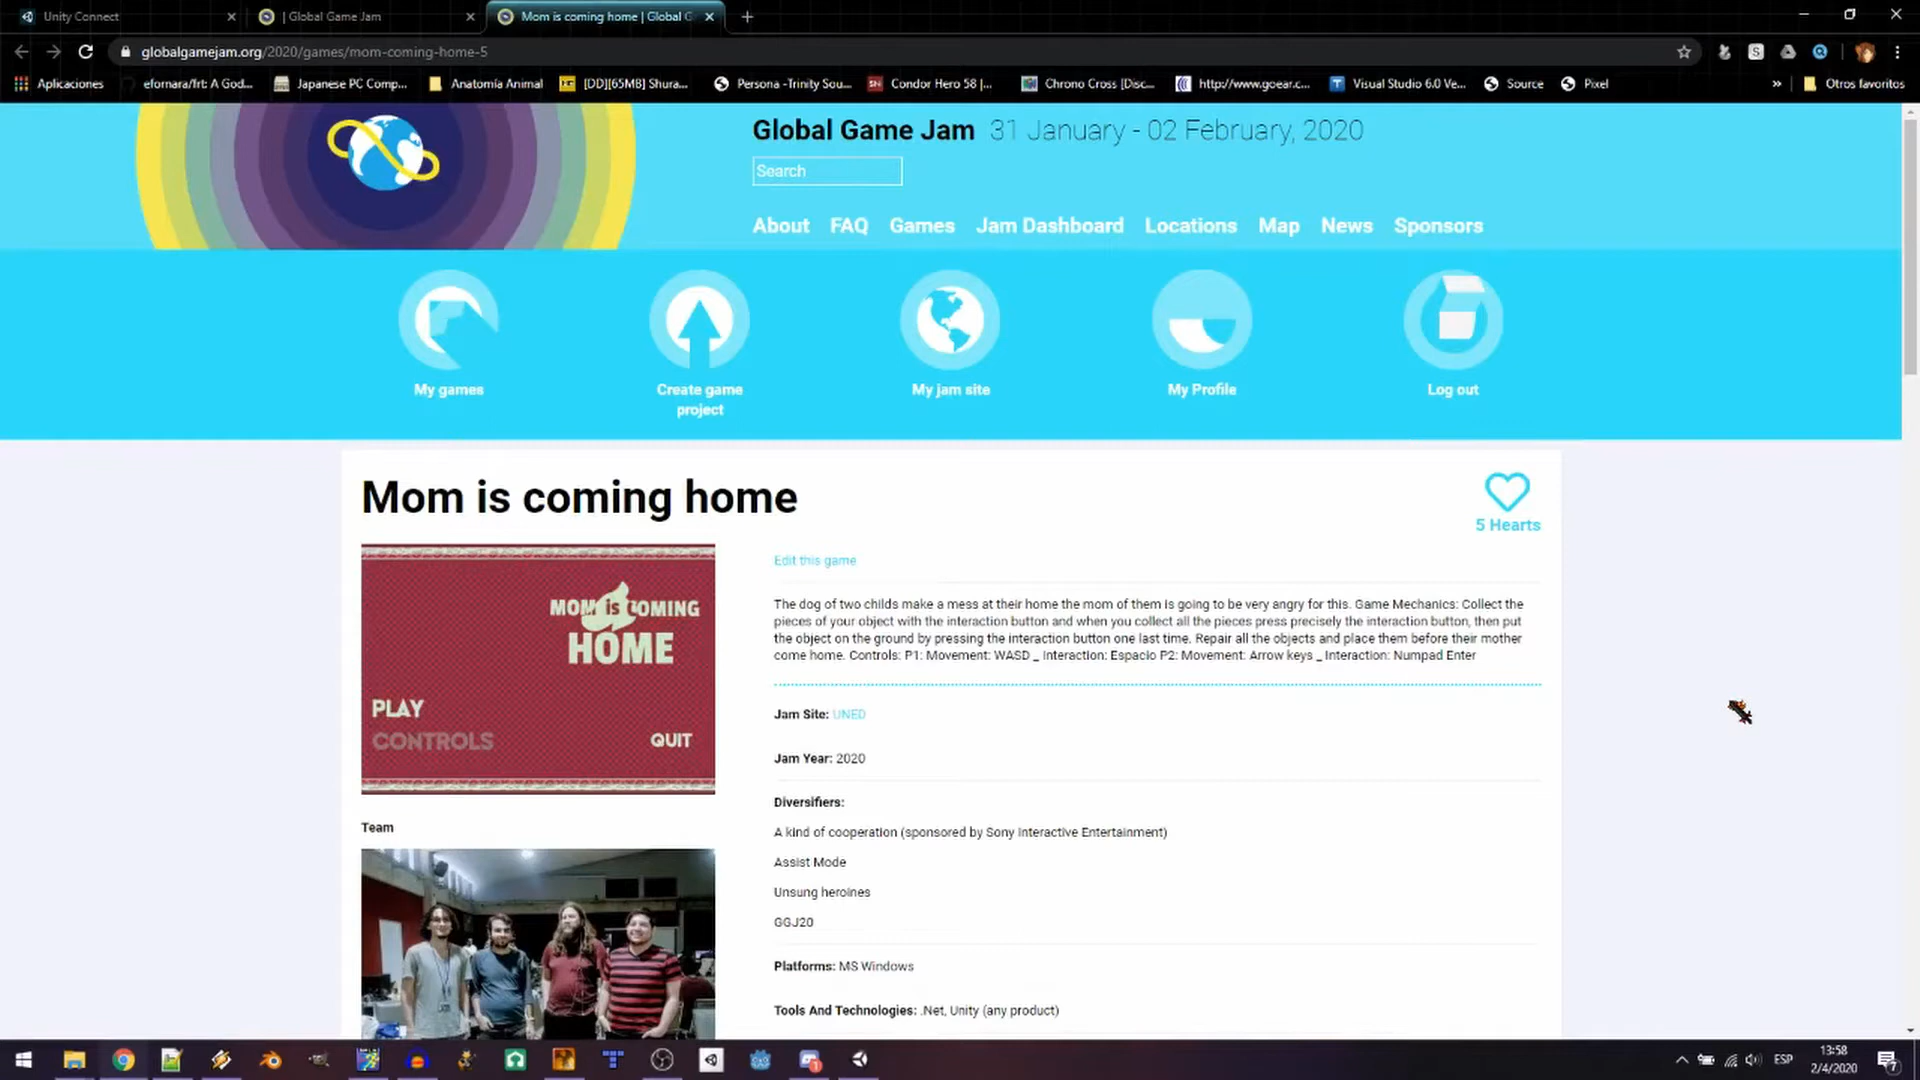 Unity Connect
| Global Game Jam
Mom is coming home | Global G
globalgamejam.org/2020/games/mom-coming-home-5
Aplicaciones
efornara/frt: A God...
Japanese PC Comp...
Anatomía Animal
[DD][65MB] Shura...
Persona -Trinity Sou...
Condor Hero 58 |...
Chrono Cross [Disc...
http://www.goear.c...
Visual Studio 6.0 Ve...
Source
Pixel
»
Otros favoritos
Global Game Jam 31 January - 02 February, 2020
Search
About FAQ Games Jam Dashboard Locations Map News Sponsors
My games
Create game
project
My jam site
My Profile
Log out
Mom is coming home
5 Hearts
MOM is COMING
HOME
PLAY
CONTROLS
QUIT
Team
Edit this game
The dog of two childs make a mess at their home the mom of them is going to be very angry for this. Game Mechanics: Collect the
pieces of your object with the interaction button and when you collect all the pieces press precisely the interaction button, then put
the object on the ground by pressing the interaction button one last time. Repair all the objects and place them before their mother
come home. Controls: P1: Movement: WASD _ Interaction: Espacio P2: Movement: Arrow keys _ Interaction: Numpad Enter
Jam Site: UNED
Jam Year: 2020
Diversifiers:
A kind of cooperation (sponsored by Sony Interactive Entertainment)
Assist Mode
Unsung heroines
GGJ20
Platforms: MS Windows
Tools And Technologies: .Net, Unity (any product)
ESP
13:58
2/4/2020